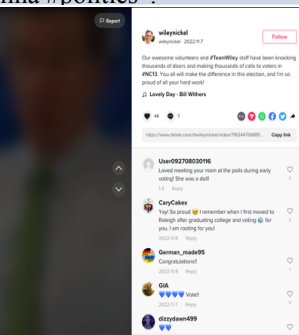 #politics
Report
wileynickel
wileynickel · 2022-11-7
Follow
Our awesome volunteers and #TeamWiley staff have been knocking
thousands of doors and making thousands of calls to voters in
#NC13. You all will make the difference in this election, and I'm so
proud of all your hard work!
♫ Lovely Day - Bill Withers
Copy link
User092708030116
Loved meeting your mom at the polls during early
voting! She was a doll!
Reply
CaryCakes
Yay! So proud 🥹 I remember when I first moved to
Raleigh after graduating college and voting 🗳️ for
you. I am rooting for you!
2022-11-9 Reply
German_made95
Congratulations!!
2022-11-9 Reply
GIA
💙💙💙💙 Vote!!
2022-11-7 Reply
dizzydawn499
💙💙